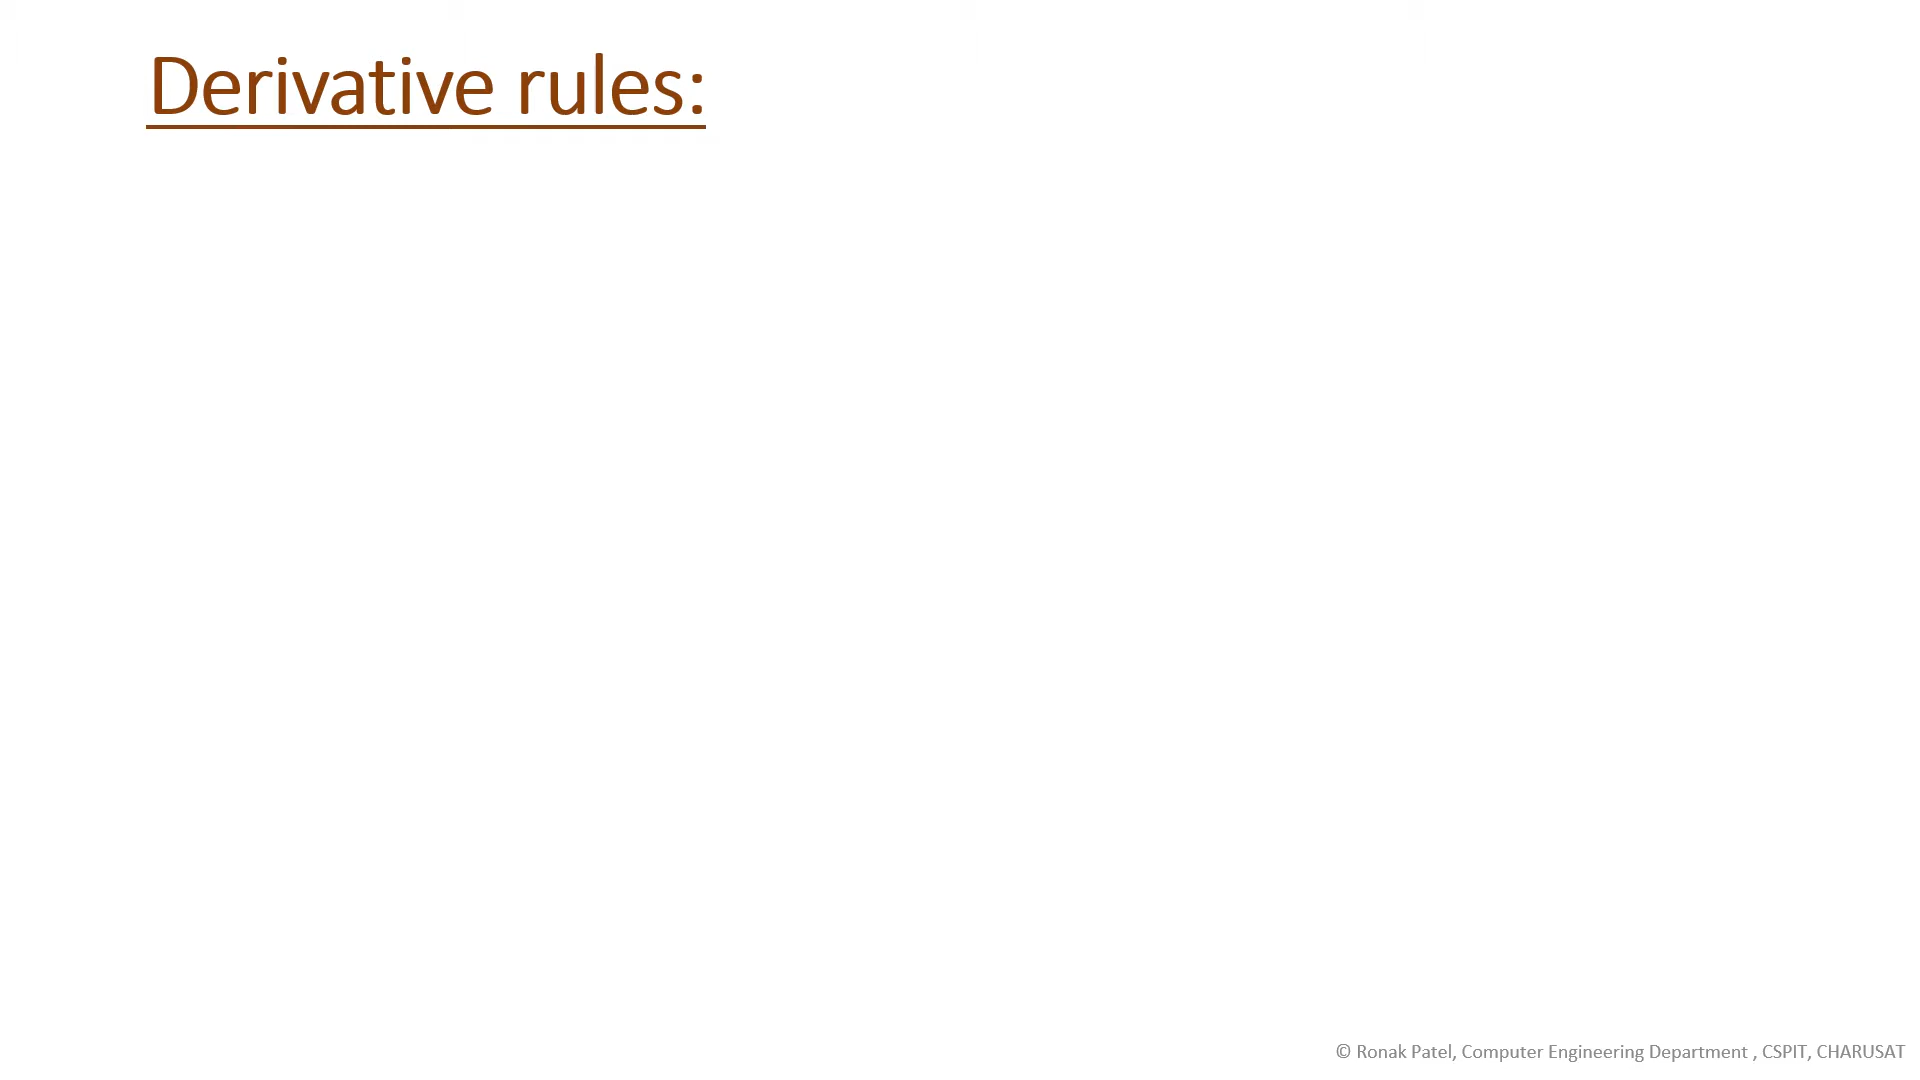 Derivative rules:
© Ronak Patel, Computer Engineering Department , CSPIT, CHARUSAT